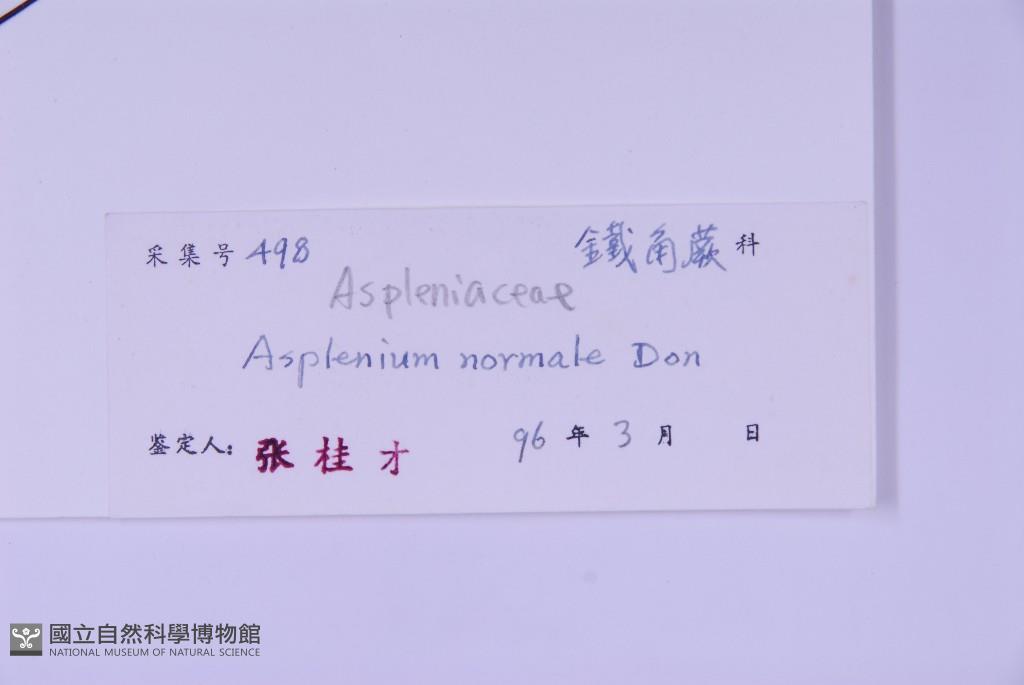 采集号 498 鐵角蕨 科
Aspleniaceae
Asplenium normale Don
鉴定人: 张桂才 96 年 3 月 日
國立自然科學博物館
NATIONAL MUSEUM OF NATURAL SCIENCE